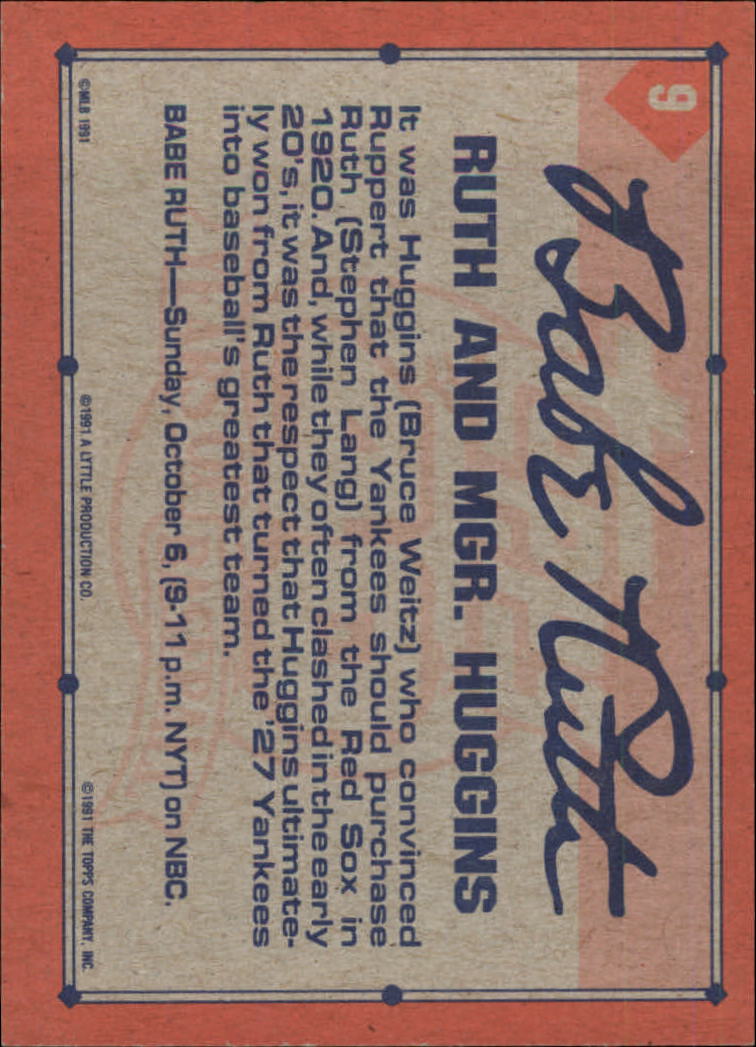 9
Babe Ruth
RUTH AND MGR. HUGGINS
It was Huggins (Bruce Weitz) who convinced
Ruppert that the Yankees should purchase
Ruth (Stephen Lang) from the Red Sox in
1920. And, while they often clashed in the early
20's, it was the respect that Huggins ultimate-
ly won from Ruth that turned the '27 Yankees
into baseball's greatest team.
BABE RUTH—Sunday, October 6, (9-11 p.m. NYT) on NBC.
©MLB 1991 ©1991 A LYTTLE PRODUCTION CO. ©1991 THE TOPPS COMPANY, INC.